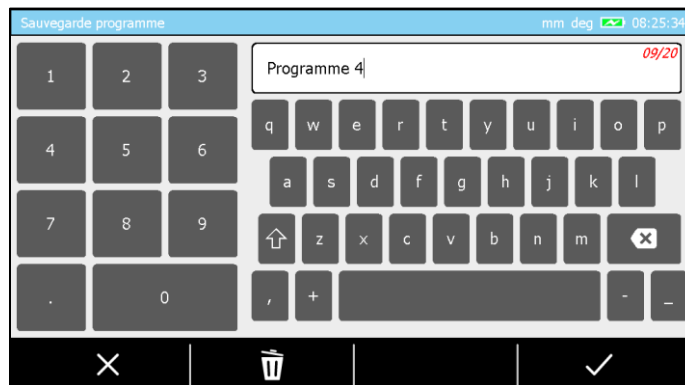 Sauvegarde programme mm deg 08:25:34
09/20
Programme 4
1 2 3
q w e r t y u i o p
4 5 6
a s d f g h j k l
7 8 9
z x c v b n m
. 0
, + - _